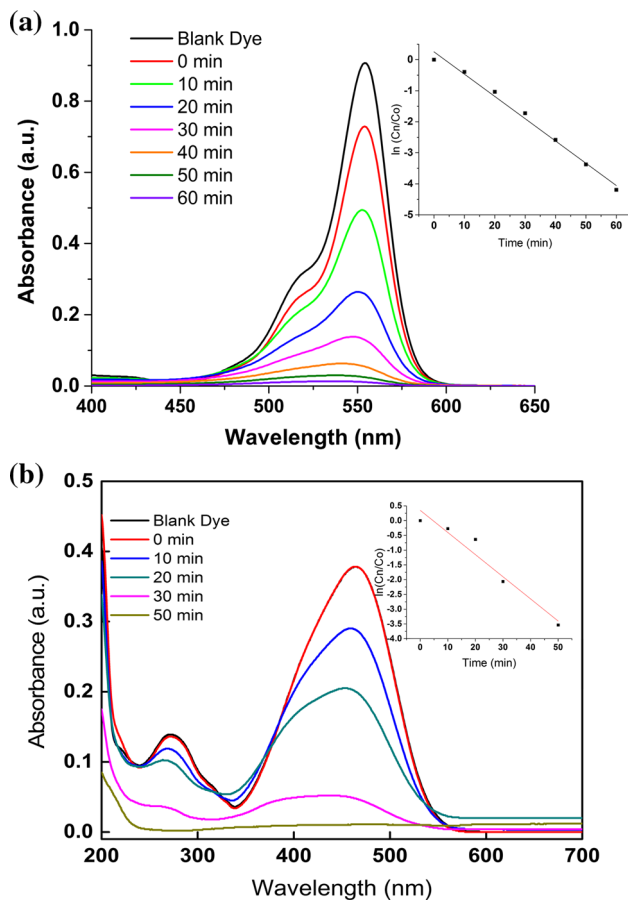 (a)
1.0
0.8
0.6
0.4
0.2
0.0
Absorbance (a.u.)
Blank Dye
0 min
10 min
20 min
30 min
40 min
50 min
60 min
0
-1
-2
-3
-4
-5
ln (Cn/Co)
0 10 20 30 40 50 60
Time (min)
400 450 500 550 600 650
Wavelength (nm)
(b)
0.5
0.4
0.3
0.2
0.1
0.0
Absorbance (a.u.)
Blank Dye
0 min
10 min
20 min
30 min
50 min
0.5
0.0
-0.5
-1.0
-1.5
-2.0
-2.5
-3.0
-3.5
-4.0
ln(Cn/Co)
0 10 20 30 40 50
Time (min)
200 300 400 500 600 700
Wavelength (nm)